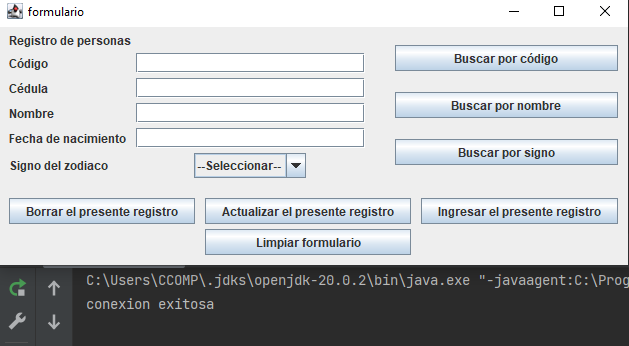 formulario
Registro de personas
Código
Cédula
Nombre
Fecha de nacimiento
Signo del zodiaco
--Seleccionar--
Buscar por código
Buscar por nombre
Buscar por signo
Borrar el presente registro
Actualizar el presente registro
Ingresar el presente registro
Limpiar formulario
C:\Users\CCOMP\.jdks\openjdk-20.0.2\bin\java.exe "-javaagent:C:\Prog
conexion exitosa